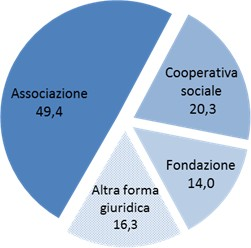 Associazione
49,4
Cooperativa
sociale
20,3
Fondazione
14,0
Altra forma
giuridica
16,3